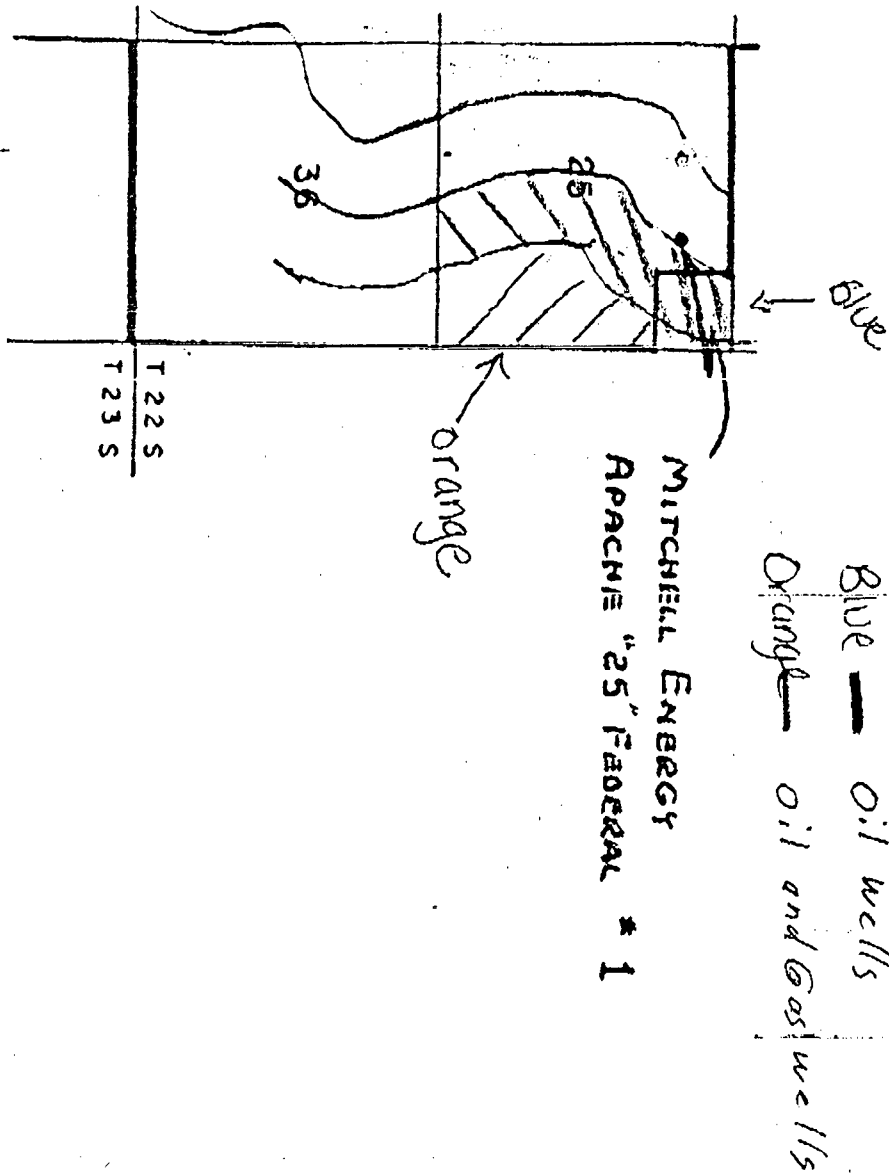 Blue — Oil wells
Orange — Oil and Gas wells
Blue
25
36
orange
MITCHELL ENERGY
APACHE "25" FEDERAL #1
T 22 S
T 23 S